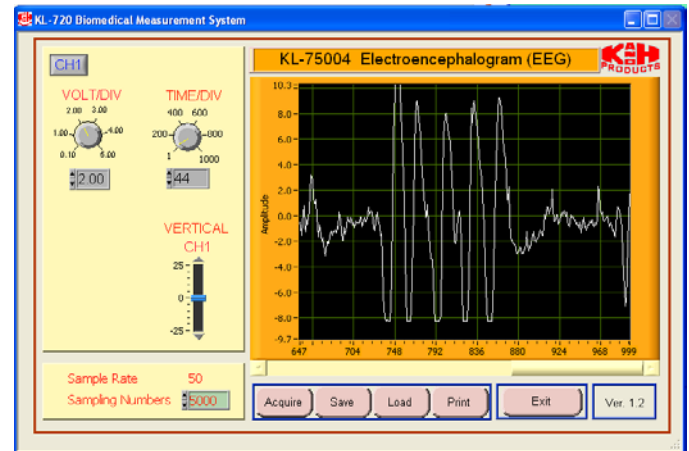 KL-720 Biomedical Measurement System
CH1
KL-75004 Electroencephalogram (EEG)
K&H
PRODUCTS
VOLT/DIV
2.00 3.00
1.00 4.00
0.10 5.00
2.00
TIME/DIV
400 600
200 800
1 1000
44
VERTICAL
CH1
25
0
-25
Amplitude
10.3
8.0
6.0
4.0
2.0
0.0
-2.0
-4.0
-6.0
-8.0
-9.7
647 704 748 792 836 880 924 968 999
Sample Rate 50
Sampling Numbers 5000
Acquire Save Load Print Exit Ver. 1.2